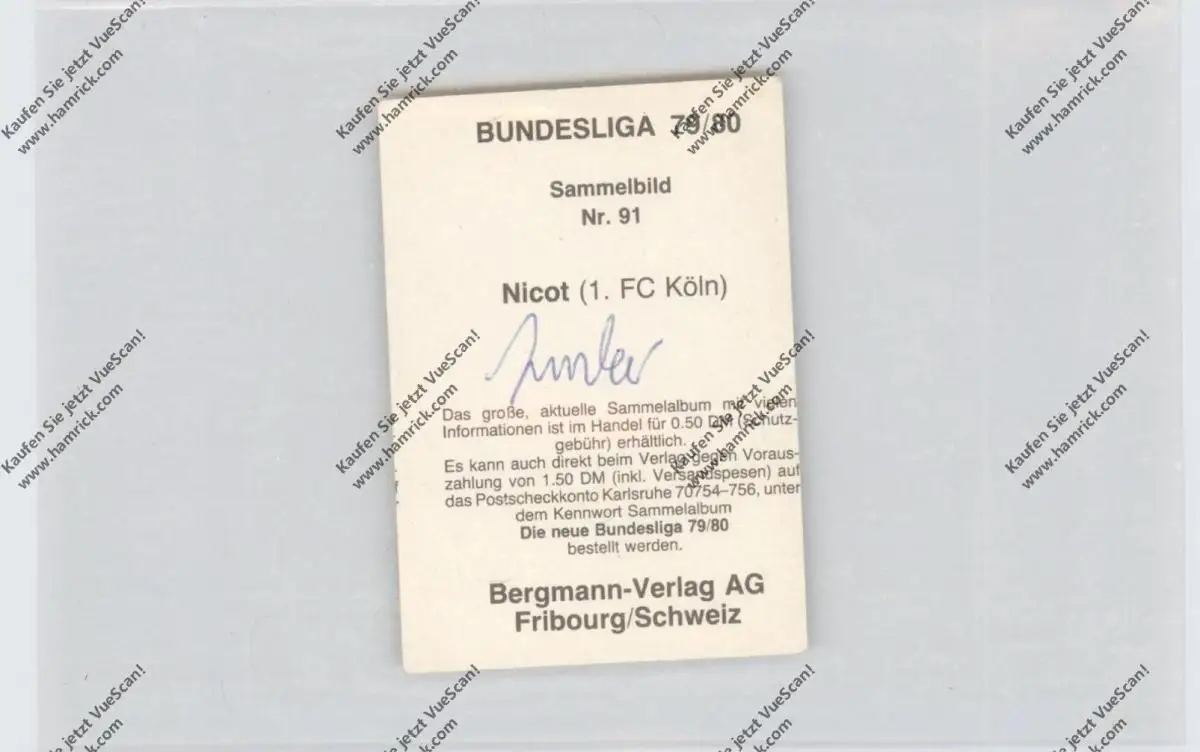 BUNDESLIGA 79/80
Sammelbild
Nr. 91
Nicot (1. FC Köln)
Das große, aktuelle Sammelalbum mit vielen
Informationen ist im Handel für 0.50 DM (Schutz-
gebühr) erhältlich.
Es kann auch direkt beim Verlag gegen Voraus-
zahlung von 1.50 DM (inkl. Versandspesen) auf
das Postscheckkonto Karlsruhe 70754–756, unter
dem Kennwort Sammelalbum
Die neue Bundesliga 79/80
bestellt werden.
Bergmann-Verlag AG
Fribourg/Schweiz
Kaufen Sie jetzt VueScan!
www.hamrick.com